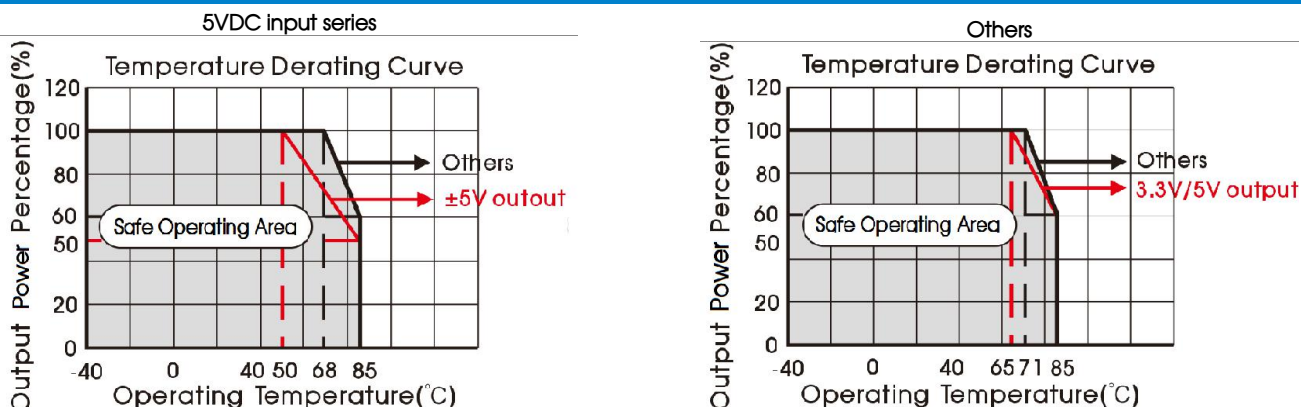 5VDC input series
Temperature Derating Curve
Output Power Percentage(%)
120
100
80
60
50
20
0
Others
±5V outout
Safe Operating Area
-40
0
40
50
68
85
Operating Temperature(°C)
Others
Temperature Derating Curve
Output Power Percentage(%)
120
100
80
60
50
20
0
Others
3.3V/5V output
Safe Operating Area
-40
0
40
65
71
85
Operating Temperature(°C)